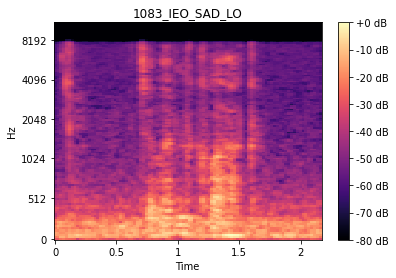 1083_IEO_SAD_LO
8192
4096
2048
1024
512
0
Hz
0
0.5
1
1.5
2
Time
+0 dB
-10 dB
-20 dB
-30 dB
-40 dB
-50 dB
-60 dB
-70 dB
-80 dB